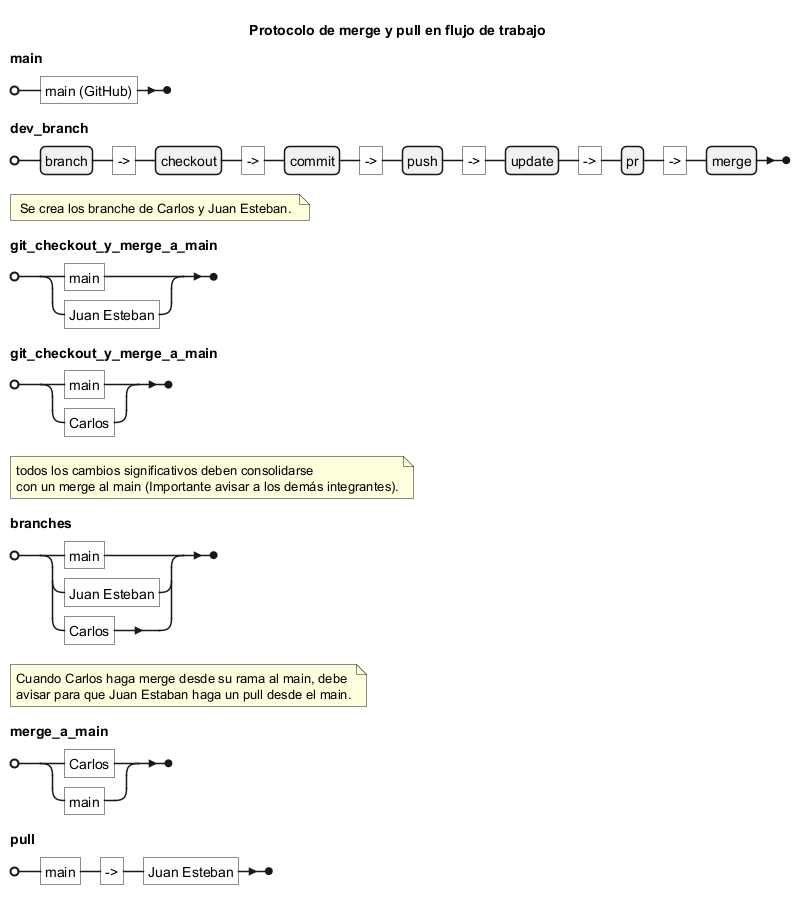 Protocolo de merge y pull en flujo de trabajo
main
main (GitHub)
dev_branch
branch -> checkout -> commit -> push -> update -> pr -> merge
Se crea los branche de Carlos y Juan Esteban.
git_checkout_y_merge_a_main
main
Juan Esteban
git_checkout_y_merge_a_main
main
Carlos
todos los cambios significativos deben consolidarse
con un merge al main (Importante avisar a los demás integrantes).
branches
main
Juan Esteban
Carlos
Cuando Carlos haga merge desde su rama al main, debe
avisar para que Juan Estaban haga un pull desde el main.
merge_a_main
Carlos
main
pull
main -> Juan Esteban